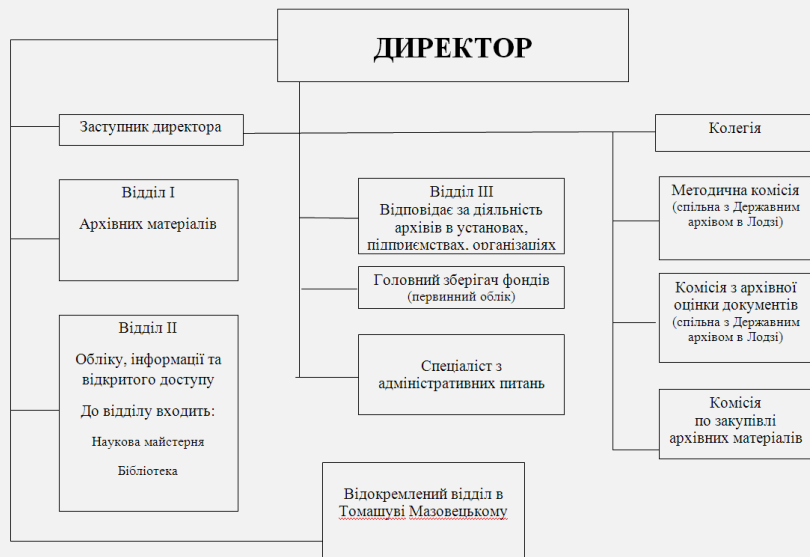 ДИРЕКТОР
Заступник директора
Колегія
Відділ І
Архівних матеріалів
Відділ ІІ
Обліку, інформації та
відкритого доступу
До відділу входить:
Наукова майстерня
Бібліотека
Відділ ІІІ
Відповідає за діяльність
архівів в установах,
підприємствах, організаціях
Головний зберігач фондів
(первинний облік)
Спеціаліст з
адміністративних питань
Методична комісія
(спільна з Державним
архівом в Лодзі)
Комісія з архівної
оцінки документів
(спільна з Державним
архівом в Лодзі)
Комісія
по закупівлі
архівних матеріалів
Відокремлений відділ в
Томашуві Мазовецькому